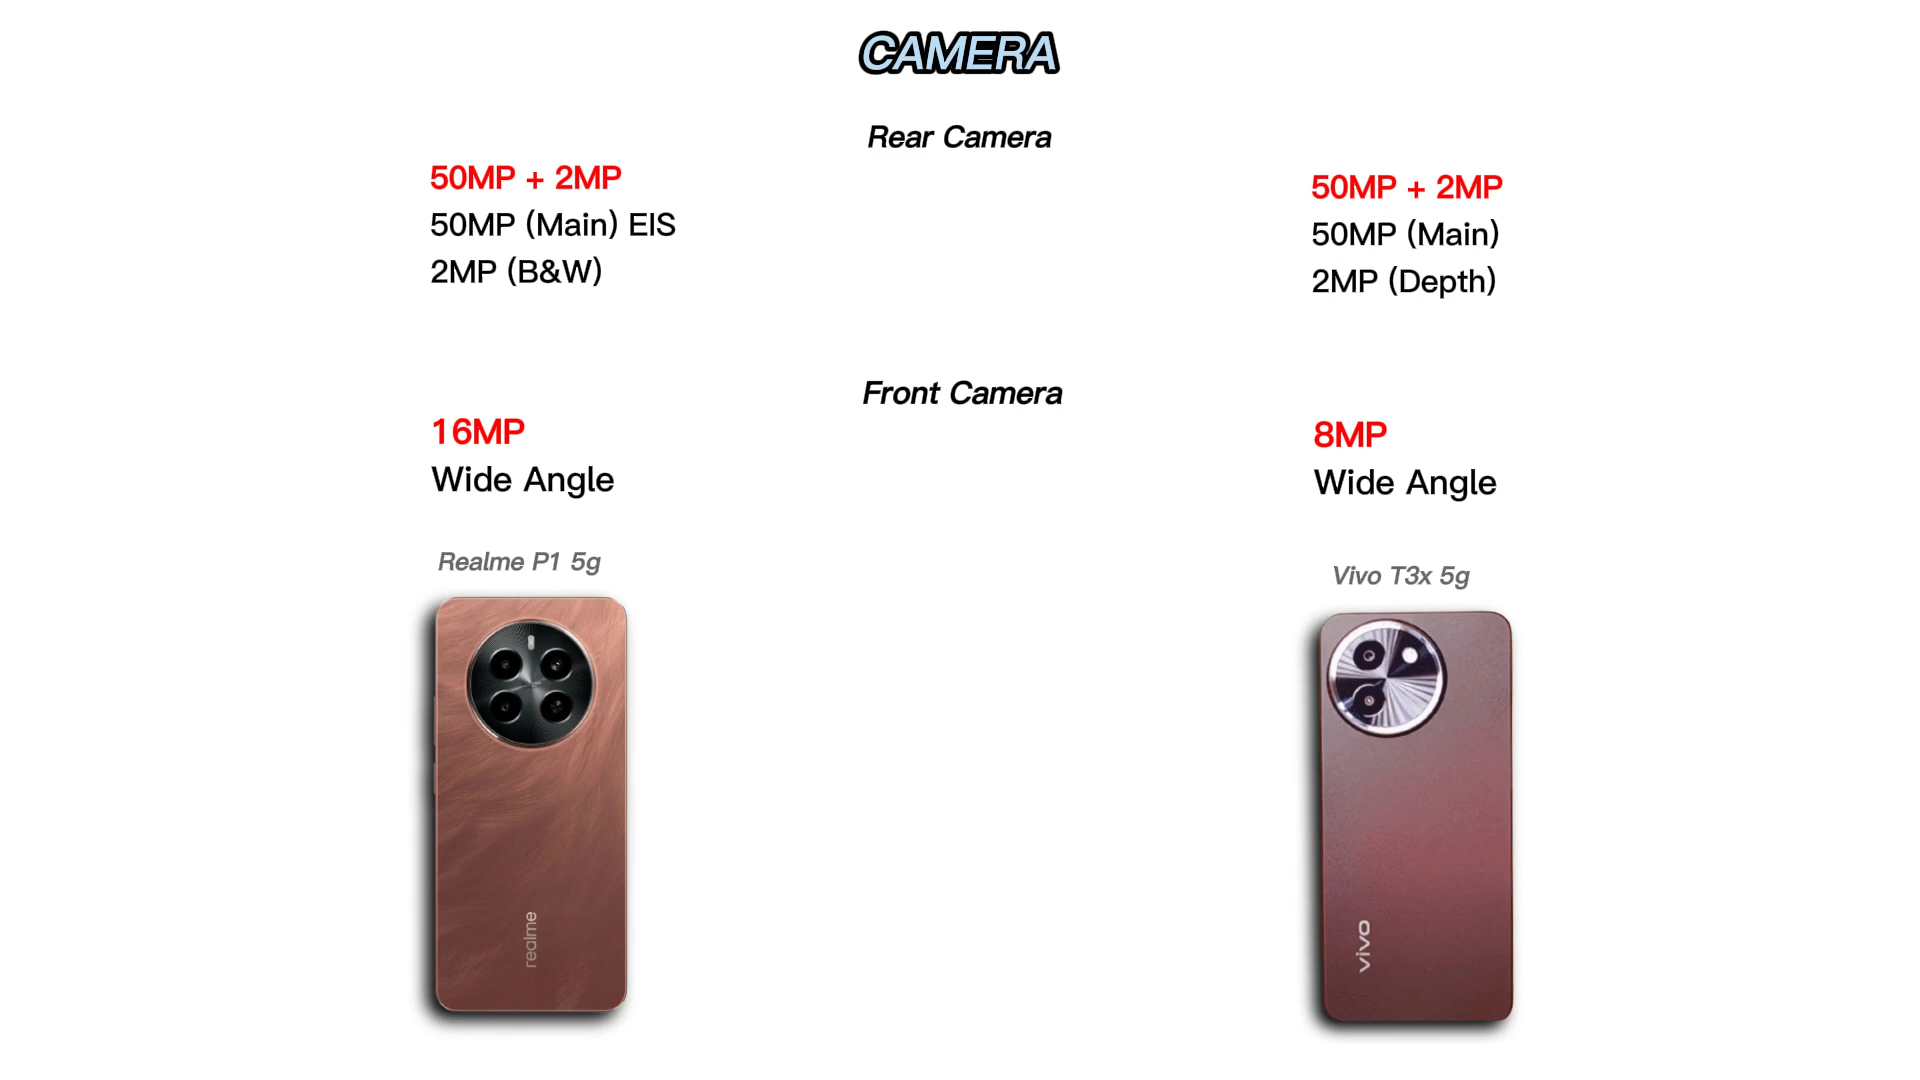 CAMERA
Rear Camera
50MP + 2MP
50MP (Main) EIS
2MP (B&W)
50MP + 2MP
50MP (Main)
2MP (Depth)
Front Camera
16MP
Wide Angle
8MP
Wide Angle
Realme P1 5g
Vivo T3x 5g
realme
vivo